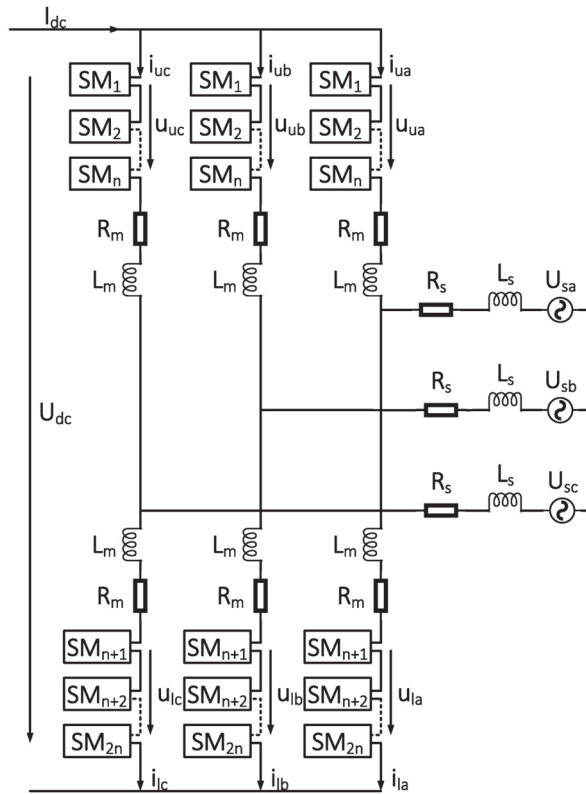 I_dc
i_uc i_ub i_ua
SM_1 SM_1 SM_1
SM_2 u_uc SM_2 u_ub SM_2 u_ua
SM_n SM_n SM_n
R_m R_m R_m
L_m L_m L_m
R_s L_s U_sa
R_s L_s U_sb
U_dc
R_s L_s U_sc
L_m L_m L_m
R_m R_m R_m
SM_n+1 SM_n+1 SM_n+1
SM_n+2 u_lc SM_n+2 u_lb SM_n+2 u_la
SM_2n SM_2n SM_2n
i_lc i_lb i_la